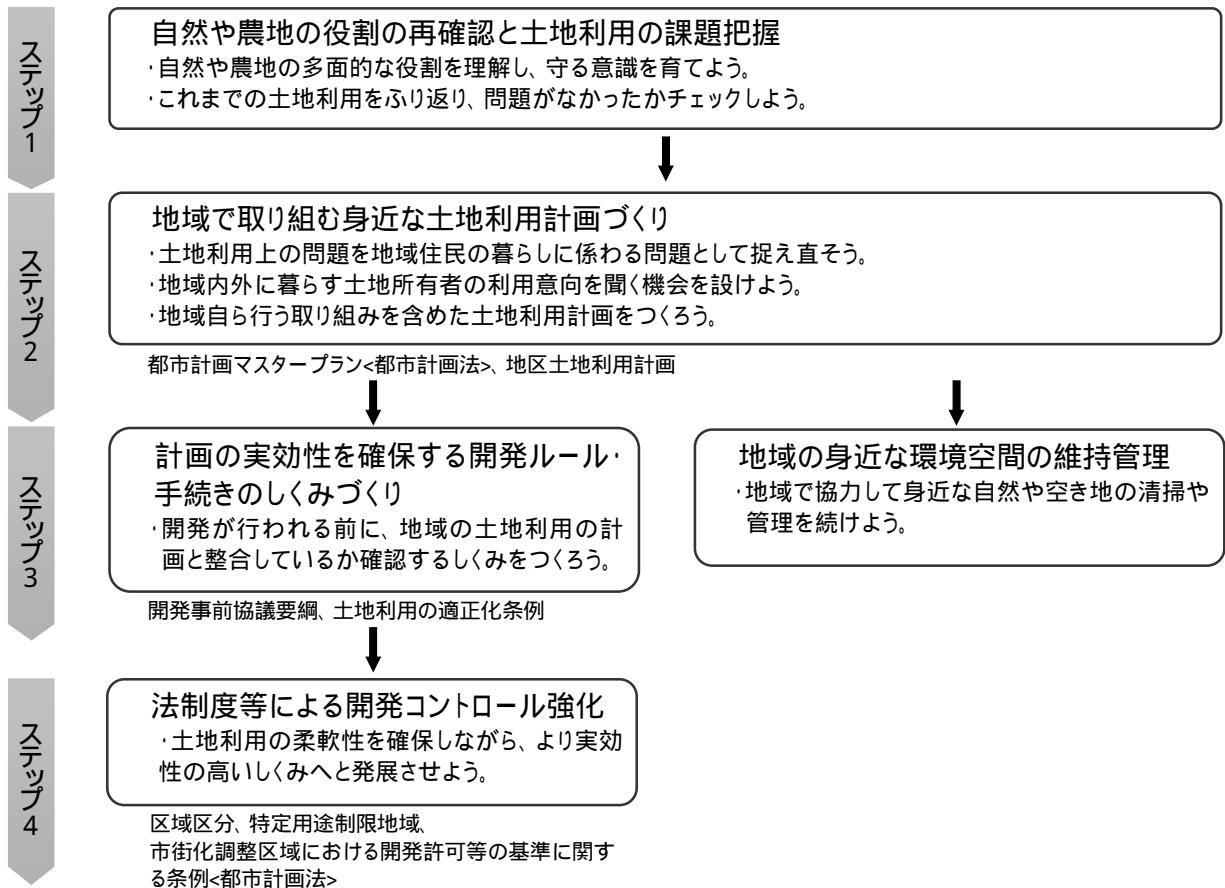 ステップ1
自然や農地の役割の再確認と土地利用の課題把握
・自然や農地の多面的な役割を理解し、守る意識を育てよう。
・これまでの土地利用をふり返り、問題がなかったかチェックしよう。
ステップ2
地域で取り組む身近な土地利用計画づくり
・土地利用上の問題を地域住民の暮らしに係わる問題として捉え直そう。
・地域内外に暮らす土地所有者の利用意向を聞く機会を設けよう。
・地域自ら行う取り組みを含めた土地利用計画をつくろう。
都市計画マスタープラン<都市計画法>、地区土地利用計画
ステップ3
計画の実効性を確保する開発ルール・
手続きのしくみづくり
・開発が行われる前に、地域の土地利用の計
画と整合しているか確認するしくみをつくろう。
開発事前協議要綱、土地利用の適正化条例
地域の身近な環境空間の維持管理
・地域で協力して身近な自然や空き地の清掃や
管理を続けよう。
ステップ4
法制度等による開発コントロール強化
・土地利用の柔軟性を確保しながら、より実効
性の高いしくみへと発展させよう。
区域区分、特定用途制限地域、
市街化調整区域における開発許可等の基準に関す
る条例<都市計画法>